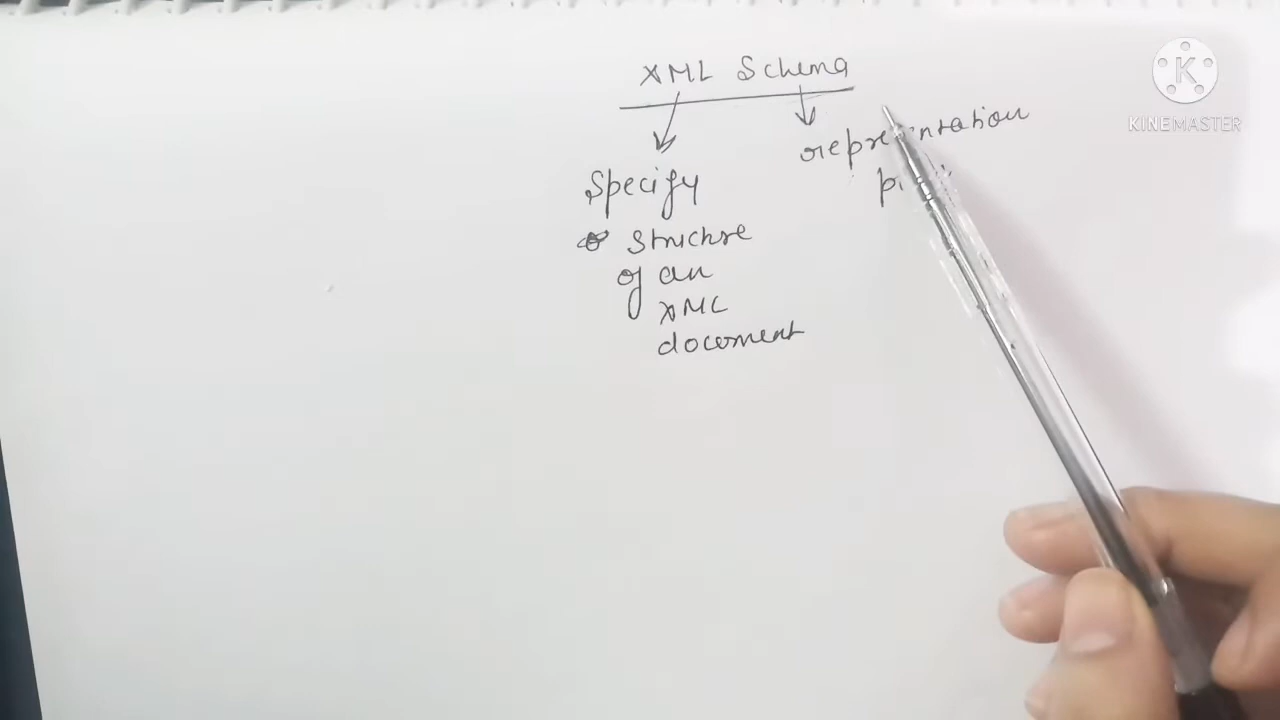 XML Schema
representation
Specify
Structure
of an
XML
document
K
KINEMASTER